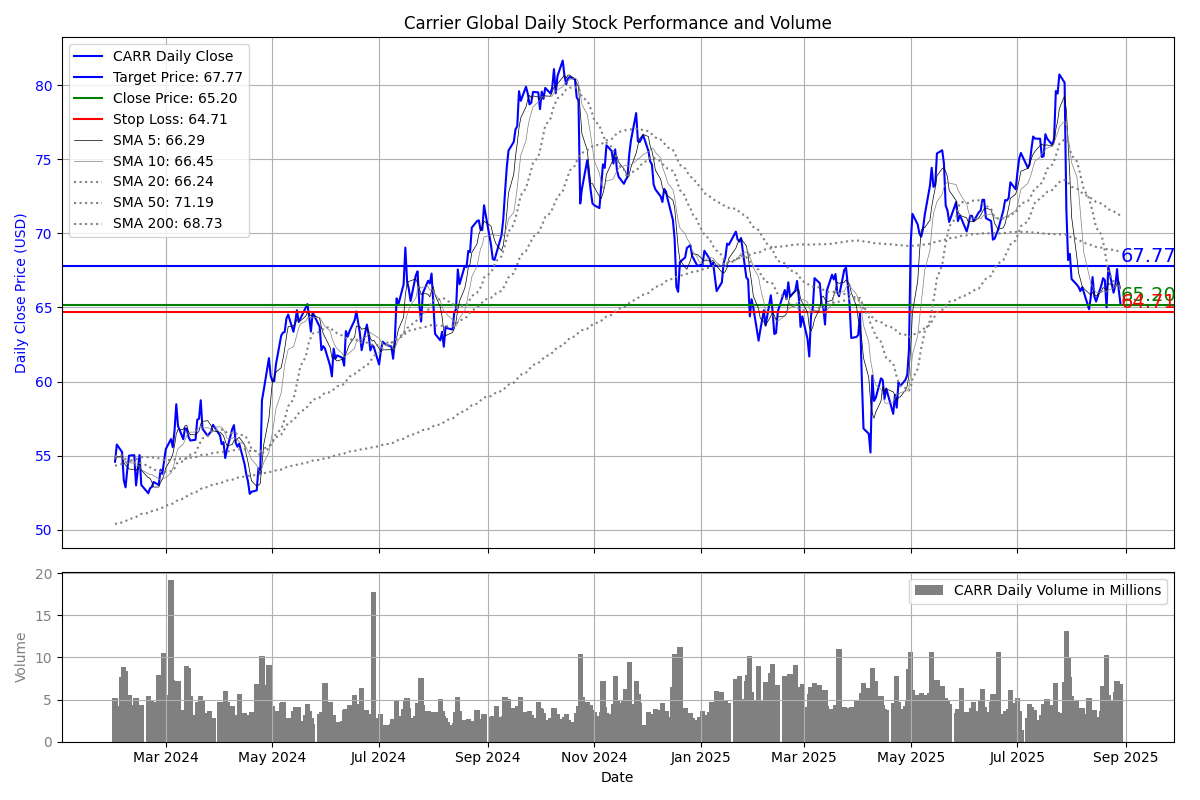 Carrier Global Daily Stock Performance and Volume
CARR Daily Close
Target Price: 67.77
Close Price: 65.20
Stop Loss: 64.71
SMA 5: 66.29
SMA 10: 66.45
SMA 20: 66.24
SMA 50: 71.19
SMA 200: 68.73
Daily Close Price (USD)
80
75
70
65
60
55
50
67.77
65.20
64.71
CARR Daily Volume in Millions
Volume
20
15
10
5
0
Mar 2024
May 2024
Jul 2024
Sep 2024
Nov 2024
Jan 2025
Mar 2025
May 2025
Jul 2025
Sep 2025
Date